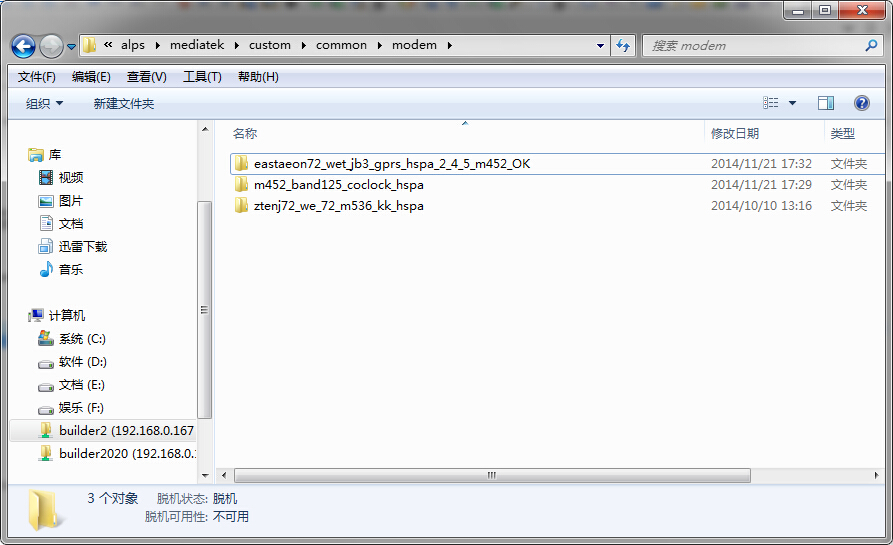 « alps ▸ mediatek ▸ custom ▸ common ▸ modem ▸
搜索 modem
文件(F) 编辑(E) 查看(V) 工具(T) 帮助(H)
组织 新建文件夹
名称 修改日期 类型
库
视频
图片
文档
迅雷下载
音乐
计算机
系统 (C:)
软件 (D:)
文档 (E:)
娱乐 (F:)
builder2 (192.168.0.167
builder2020 (192.168.0.
eastaeon72_wet_jb3_gprs_hspa_2_4_5_m452_OK 2014/11/21 17:32 文件夹
m452_band125_coclock_hspa 2014/11/21 17:29 文件夹
ztenj72_we_72_m536_kk_hspa 2014/10/10 13:16 文件夹
3 个对象 脱机状态: 脱机
脱机可用性: 不可用